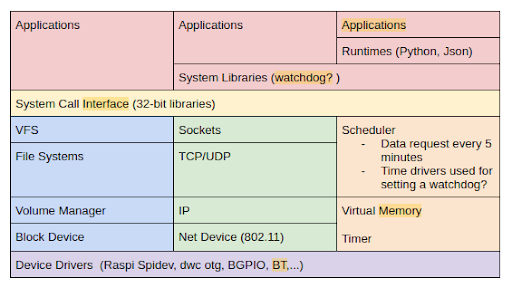 Applications
Applications
Applications
Runtimes (Python, Json)
System Libraries (watchdog? )
System Call Interface (32-bit libraries)
VFS
Sockets
Scheduler
- Data request every 5
minutes
- Time drivers used for
setting a watchdog?
File Systems
TCP/UDP
Volume Manager
IP
Virtual Memory
Block Device
Net Device (802.11)
Timer
Device Drivers (Raspi Spidev, dwc otg, BGPIO, BT,...)